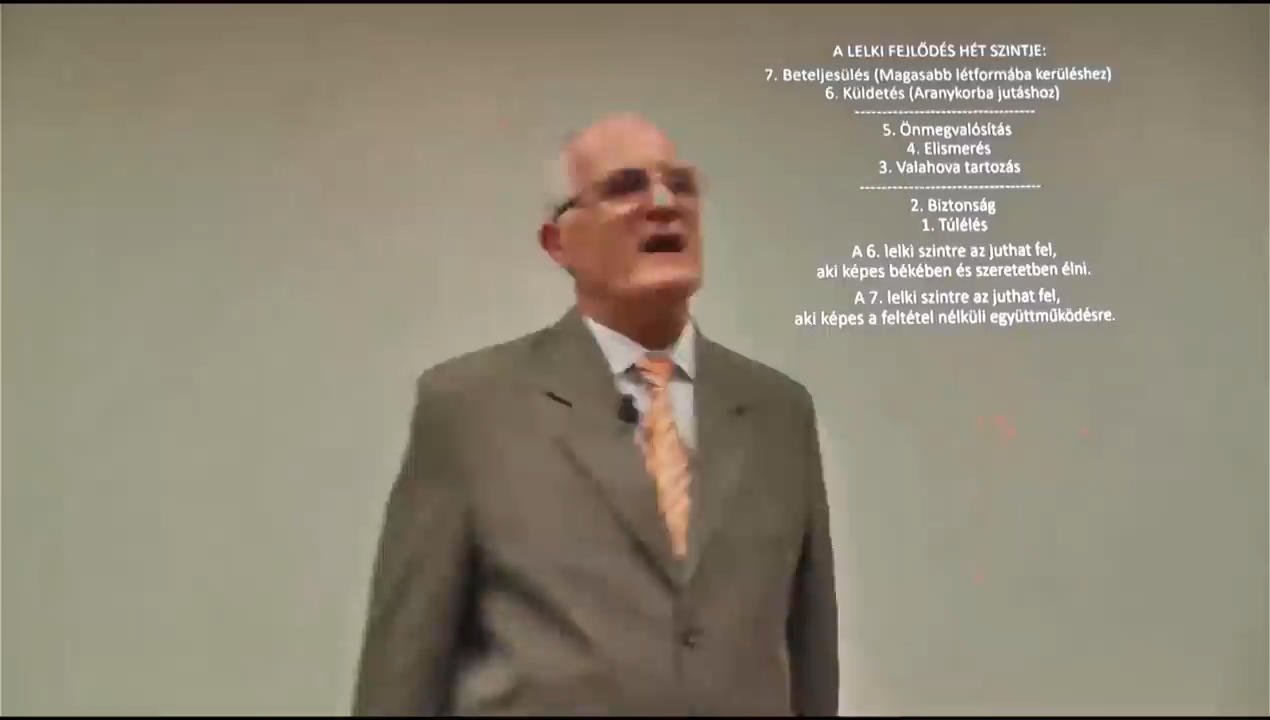 A LELKI FEJLŐDÉS HÉT SZINTJE:
7. Beteljesülés (Magasabb létformába kerüléshez)
6. Küldetés (Aranykorba jutáshoz)
------------------------------
5. Önmegvalósítás
4. Elismerés
3. Valahova tartozás
------------------------------
2. Biztonság
1. Túlélés
A 6. lelki szintre az juthat fel,
aki képes békében és szeretetben élni.
A 7. lelki szintre az juthat fel,
aki képes a feltétel nélküli együttműködésre.